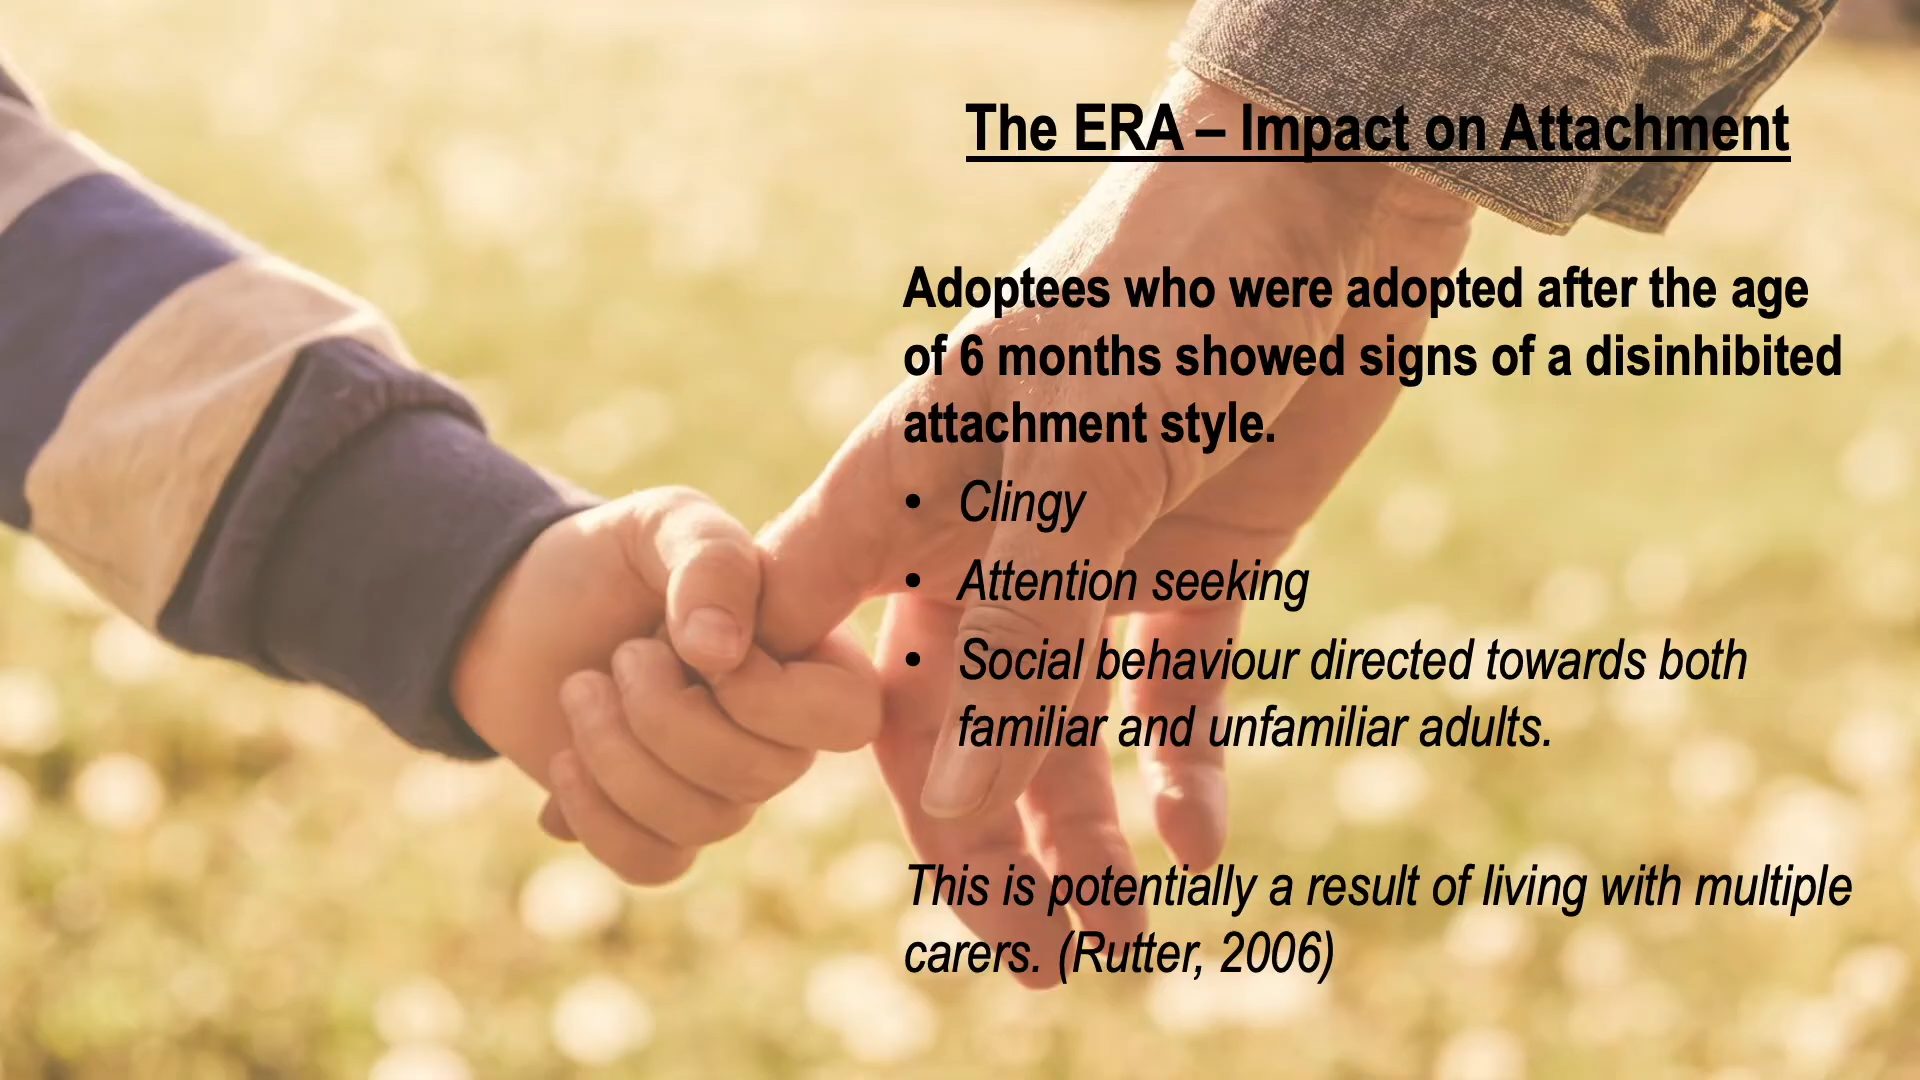 The ERA – Impact on Attachment
Adoptees who were adopted after the age
of 6 months showed signs of a disinhibited
attachment style.
• Clingy
• Attention seeking
• Social behaviour directed towards both
familiar and unfamiliar adults.
This is potentially a result of living with multiple
carers. (Rutter, 2006)